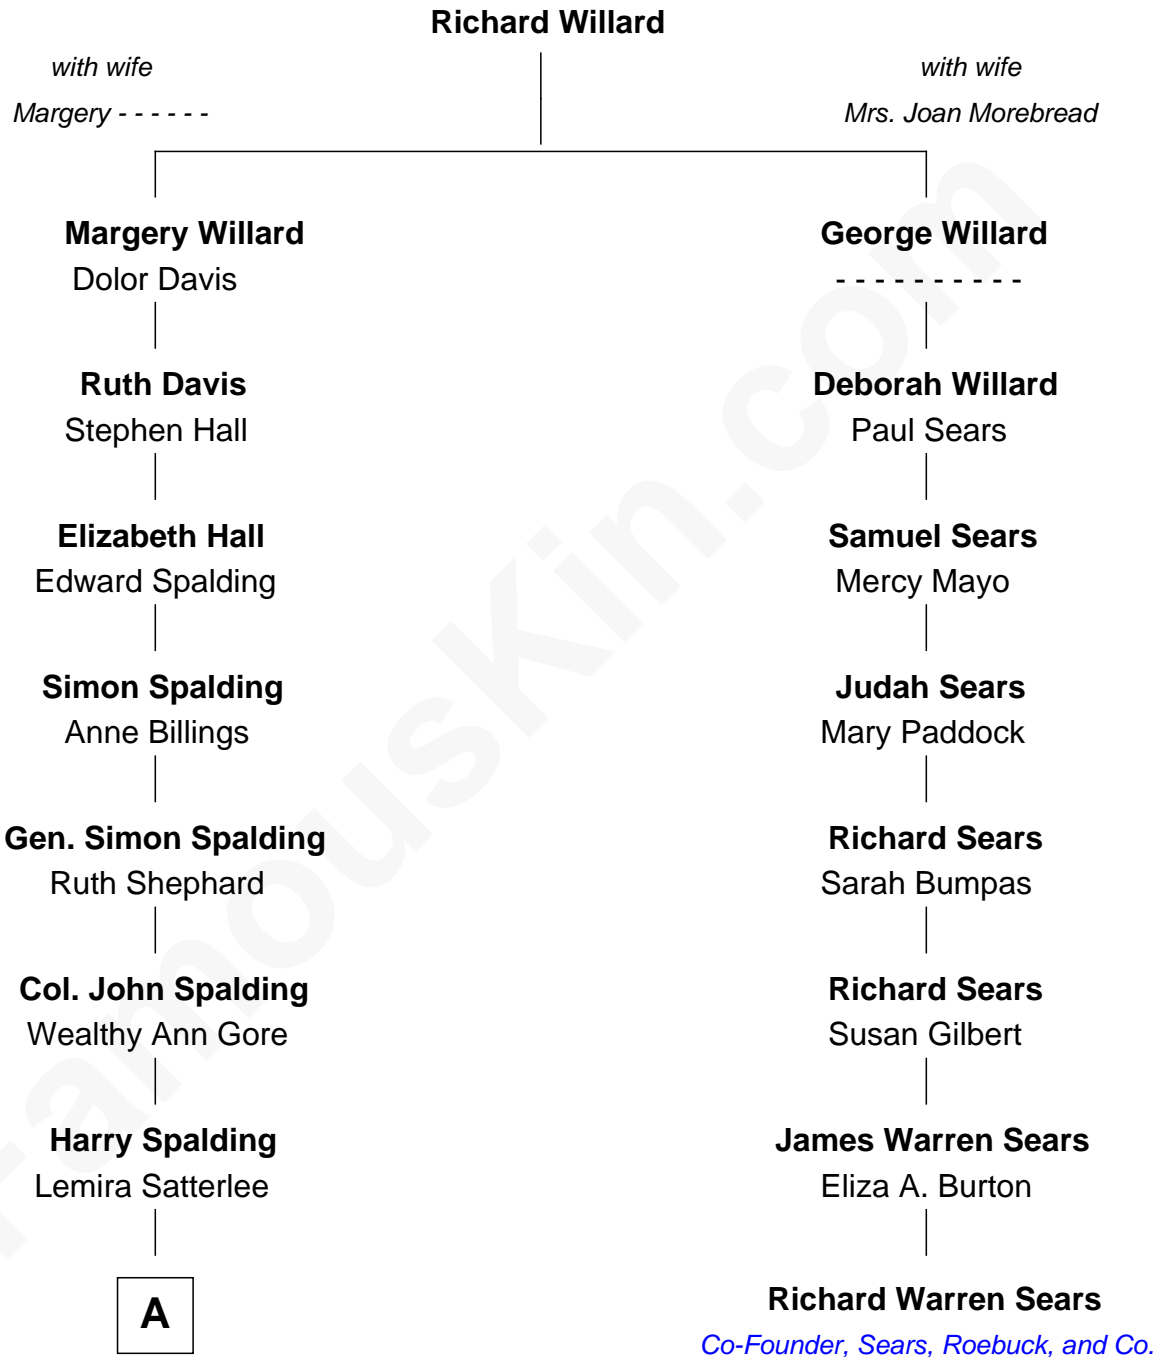 Richard Willard
with wife
Margery - - - - - -
with wife
Mrs. Joan Morebread
Margery Willard
Dolor Davis
George Willard
- - - - - - - - - -
Ruth Davis
Stephen Hall
Deborah Willard
Paul Sears
Elizabeth Hall
Edward Spalding
Samuel Sears
Mercy Mayo
Simon Spalding
Anne Billings
Judah Sears
Mary Paddock
Gen. Simon Spalding
Ruth Shephard
Richard Sears
Sarah Bumpas
Col. John Spalding
Wealthy Ann Gore
Richard Sears
Susan Gilbert
Harry Spalding
Lemira Satterlee
James Warren Sears
Eliza A. Burton
A
Richard Warren Sears
Co-Founder, Sears, Roebuck, and Co.
FamousKin.com